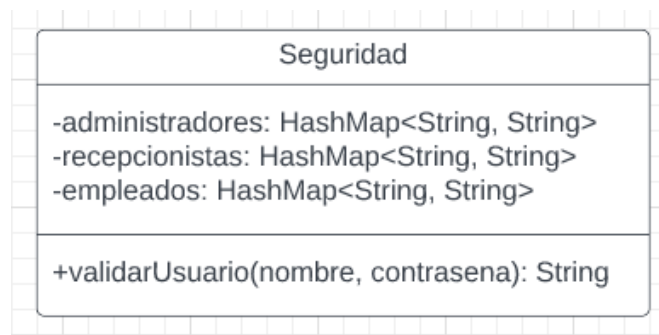 Seguridad
-administradores: HashMap<String, String>
-recepcionistas: HashMap<String, String>
-empleados: HashMap<String, String>
+validarUsuario(nombre, contrasena): String